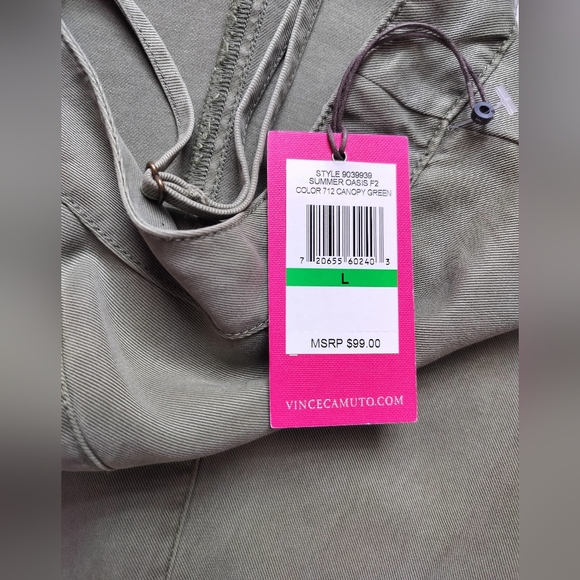 STYLE 9039939
SUMMER OASIS F2
COLOR 712 CANOPY GREEN
7 20655 60240 3
L
MSRP $99.00
VINCECAMUTO.COM